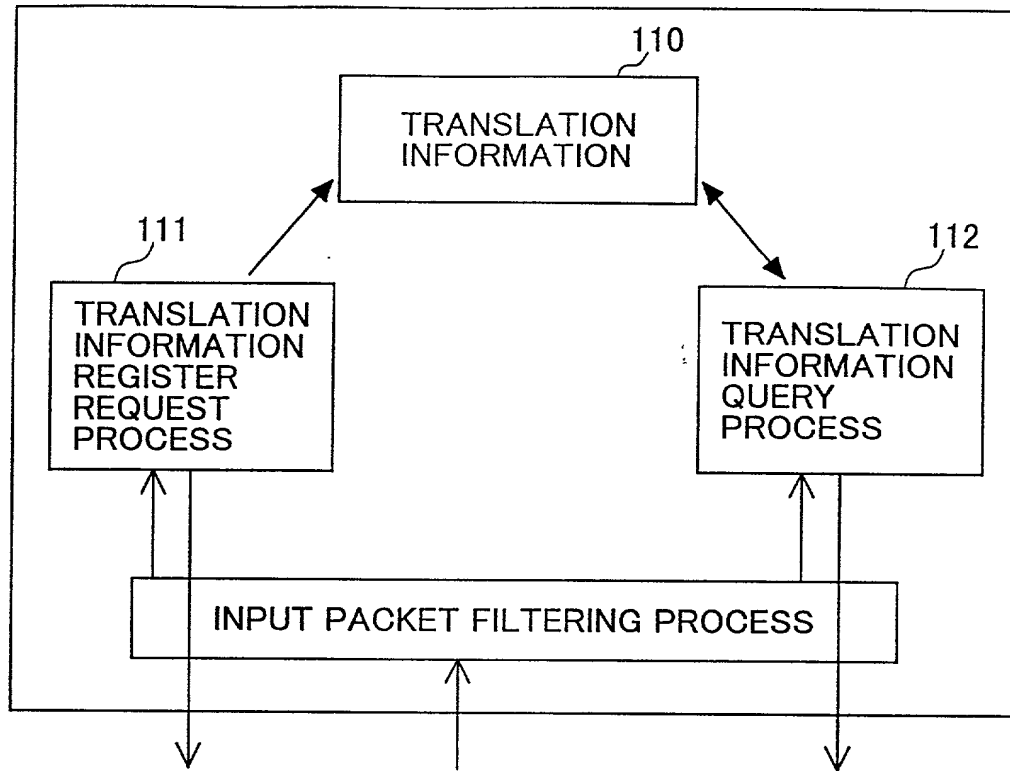 110
TRANSLATION
INFORMATION
111
TRANSLATION
INFORMATION
REGISTER
REQUEST
PROCESS
112
TRANSLATION
INFORMATION
QUERY
PROCESS
INPUT PACKET FILTERING PROCESS